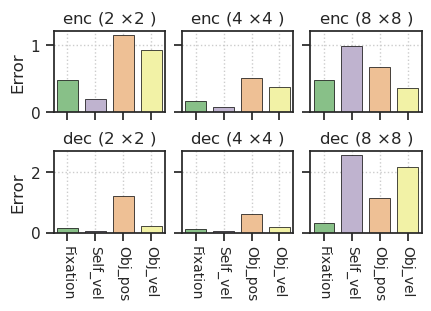 enc (2 ×2 )
enc (4 ×4 )
enc (8 ×8 )
Error
1
0
dec (2 ×2 )
dec (4 ×4 )
dec (8 ×8 )
Error
2
0
Fixation
Self_vel
Obj_pos
Obj_vel
Fixation
Self_vel
Obj_pos
Obj_vel
Fixation
Self_vel
Obj_pos
Obj_vel